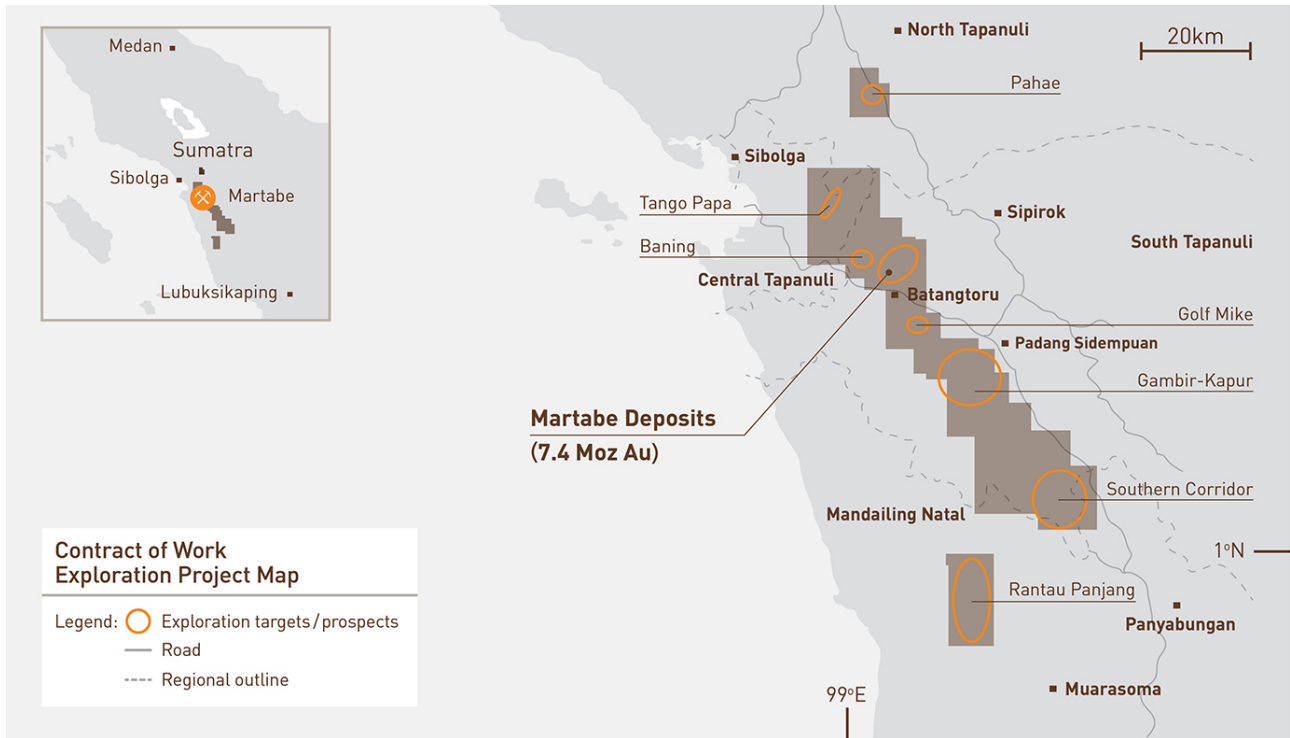 Medan
Sumatra
Sibolga
Martabe
Lubuksikaping
North Tapanuli
20km
Pahae
Sibolga
Tango Papa
Sipirok
Baning
South Tapanuli
Central Tapanuli
Batangtoru
Golf Mike
Padang Sidempuan
Gambir-Kapur
Martabe Deposits
(7.4 Moz Au)
Southern Corridor
Mandailing Natal
1°N
Rantau Panjang
Panyabungan
Muarasoma
99°E
Contract of Work
Exploration Project Map
Legend: Exploration targets/prospects
Road
Regional outline